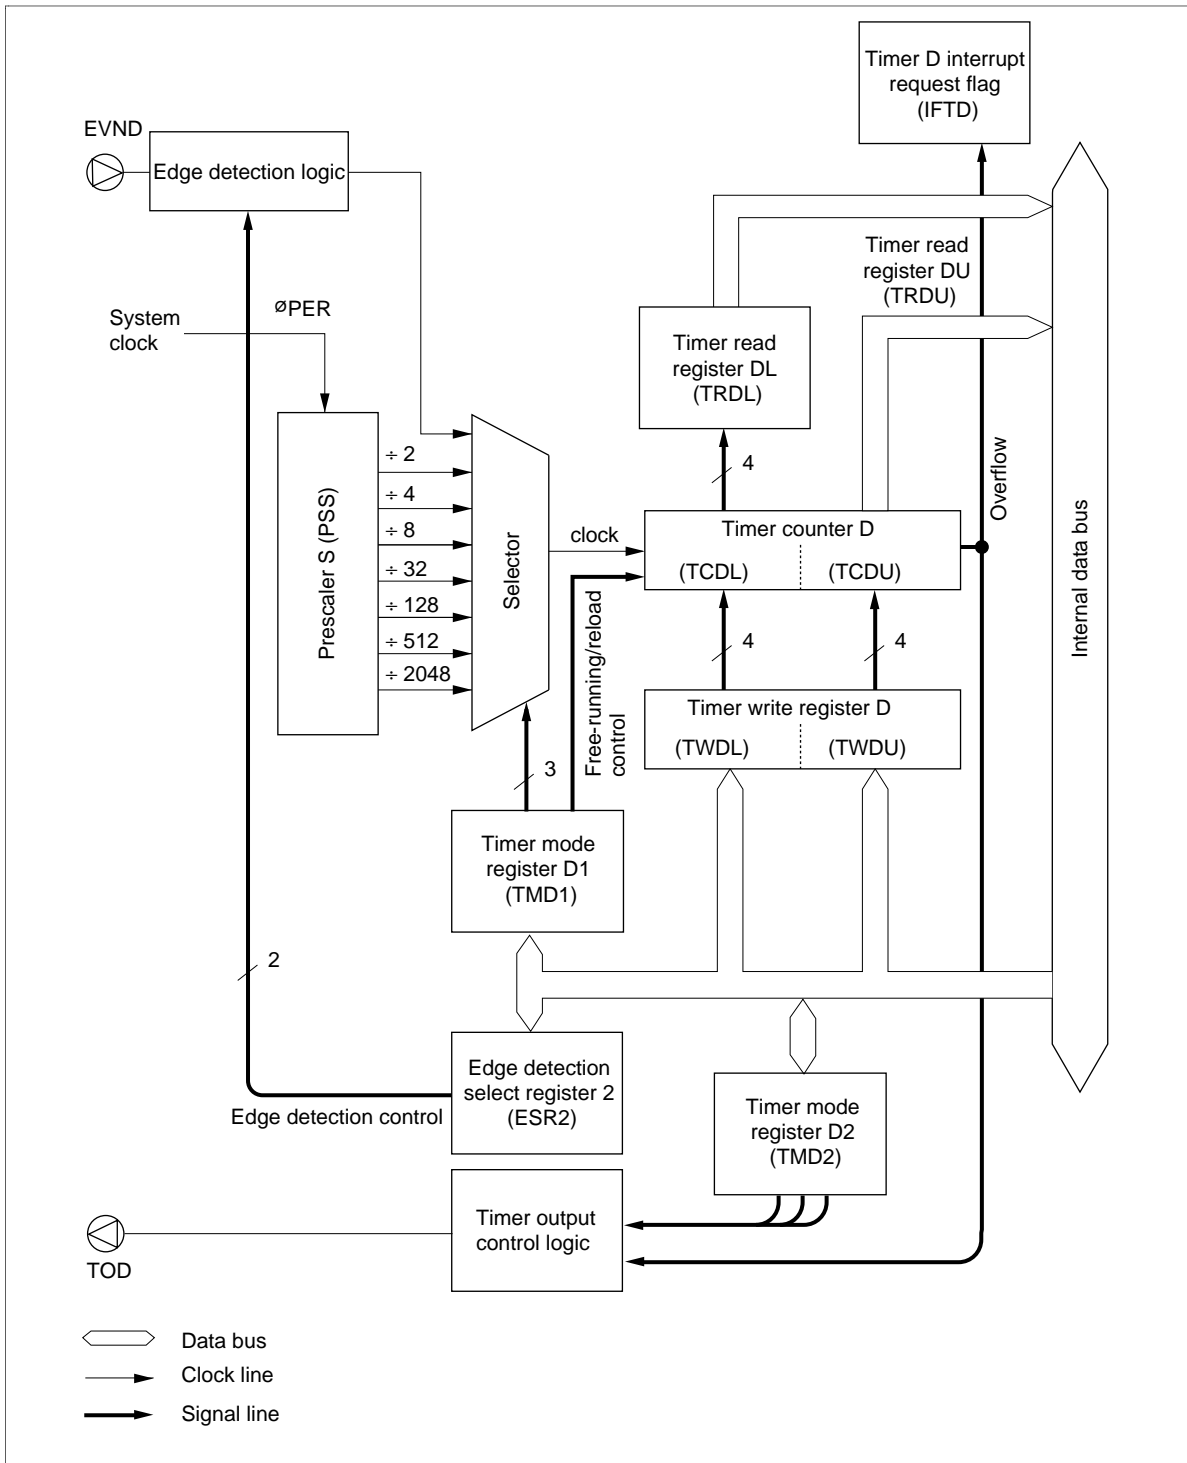 Timer D interrupt
request flag
(IFTD)
EVND
Edge detection logic
Timer read
register DU
(TRDU)
øPER
System
clock
Timer read
register DL
(TRDL)
Prescaler S (PSS)
÷ 2
÷ 4
÷ 8
÷ 32
÷ 128
÷ 512
÷ 2048
Selector
clock
4
Timer counter D
(TCDL)
(TCDU)
Overflow
Internal data bus
4
4
Free-running/reload
control
Timer write register D
(TWDL)
(TWDU)
3
Timer mode
register D1
(TMD1)
2
Edge detection
select register 2
(ESR2)
Edge detection control
Timer mode
register D2
(TMD2)
Timer output
control logic
TOD
Data bus
Clock line
Signal line